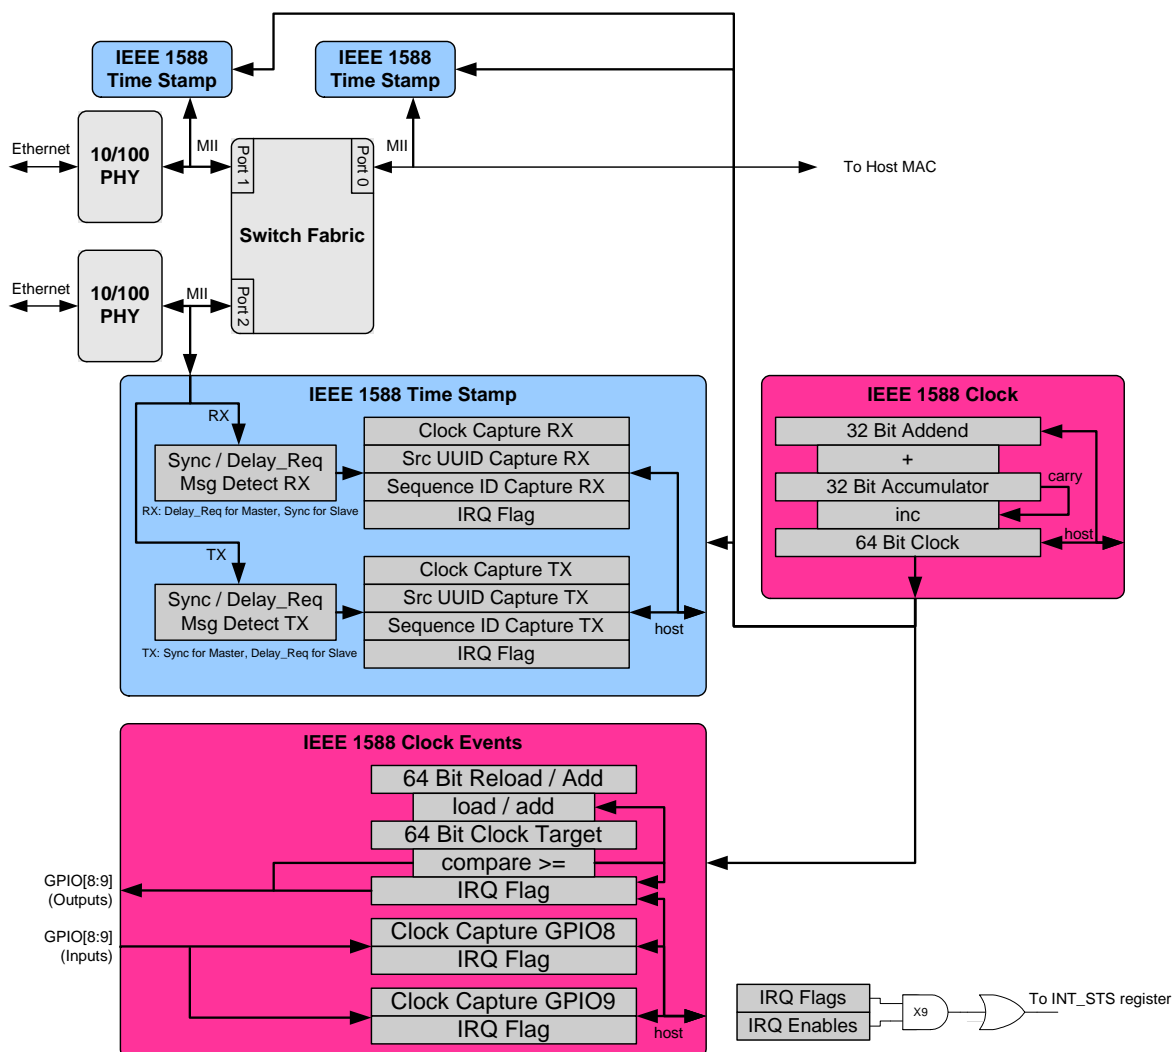 IEEE 1588
Time Stamp
IEEE 1588
Time Stamp
Ethernet
10/100
PHY
MII
Port 1
Port 0
MII
To Host MAC
Switch Fabric
Ethernet
10/100
PHY
MII
Port 2
IEEE 1588 Time Stamp
RX
Sync / Delay_Req
Msg Detect RX
RX: Delay_Req for Master, Sync for Slave
Clock Capture RX
Src UUID Capture RX
Sequence ID Capture RX
IRQ Flag
TX
Sync / Delay_Req
Msg Detect TX
TX: Sync for Master, Delay_Req for Slave
Clock Capture TX
Src UUID Capture TX
Sequence ID Capture TX
IRQ Flag
host
IEEE 1588 Clock
32 Bit Addend
+
32 Bit Accumulator
carry
inc
64 Bit Clock
host
IEEE 1588 Clock Events
64 Bit Reload / Add
load / add
64 Bit Clock Target
compare >=
IRQ Flag
GPIO[8:9]
(Outputs)
GPIO[8:9]
(Inputs)
Clock Capture GPIO8
IRQ Flag
Clock Capture GPIO9
IRQ Flag
host
IRQ Flags
IRQ Enables
X9
To INT_STS register